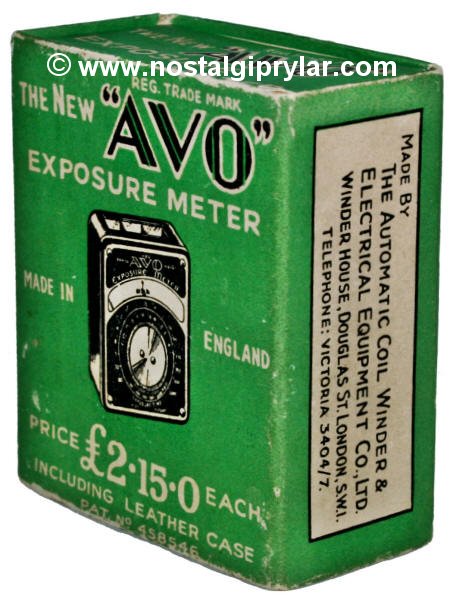 © www.nostalgiprylar.com
REG. TRADE MARK
THE NEW "AVO"
EXPOSURE METER
AVO
EXPOSURE METER
MADE IN
ENGLAND
PRICE £2·15·0 EACH
INCLUDING LEATHER CASE
PAT. No 458546
MADE BY
THE AUTOMATIC COIL WINDER &
ELECTRICAL EQUIPMENT CO., LTD.
WINDER HOUSE, DOUGLAS ST. LONDON, S.W.1.
TELEPHONE: VICTORIA 3404/7.